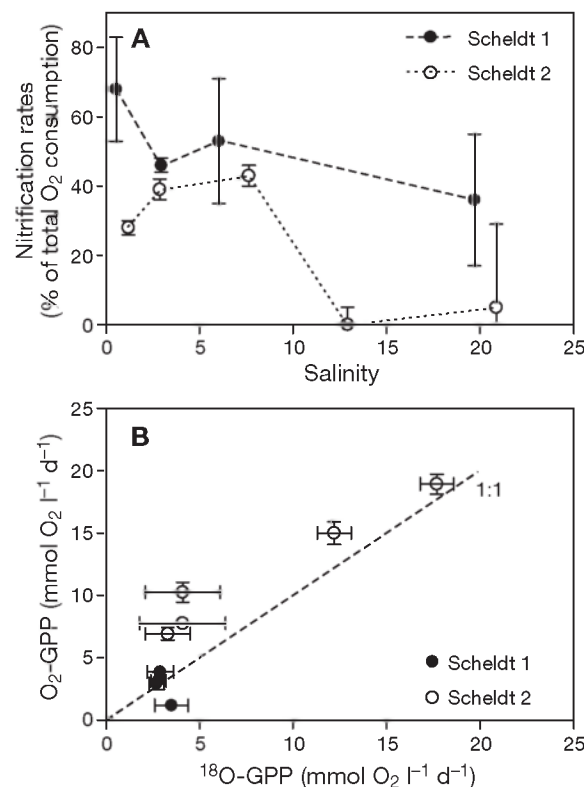 A
Scheldt 1
Scheldt 2
Nitrification rates
(% of total O₂ consumption)
80
60
40
20
0
0 5 10 15 20 25
Salinity
B
1:1
Scheldt 1
Scheldt 2
O₂-GPP (mmol O₂ l⁻¹ d⁻¹)
25
20
15
10
5
0
0 5 10 15 20 25
¹⁸O-GPP (mmol O₂ l⁻¹ d⁻¹)